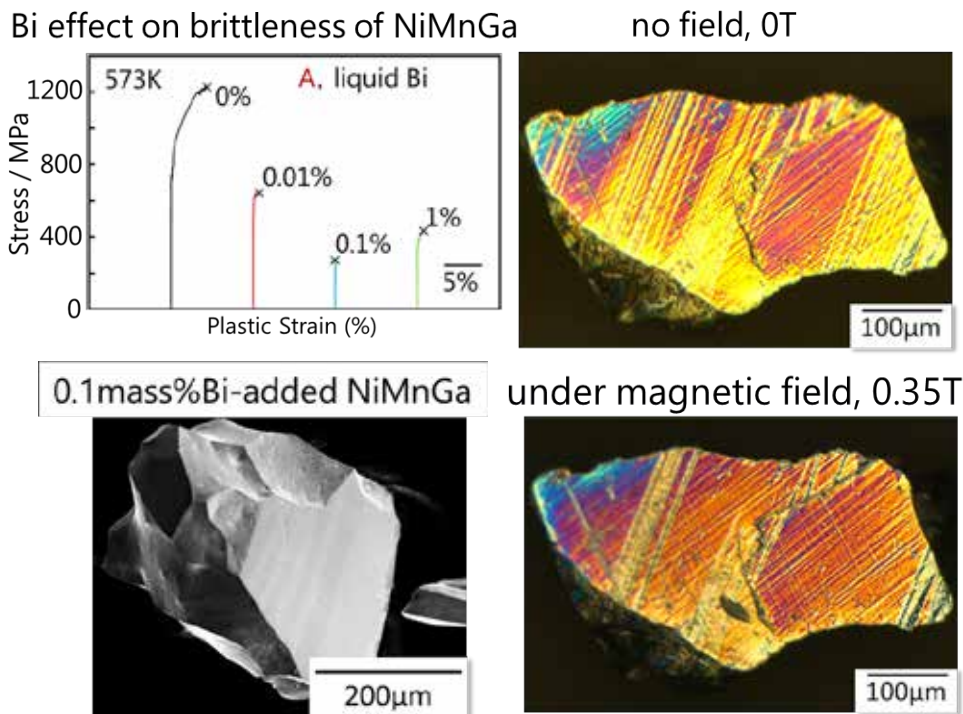 Bi effect on brittleness of NiMnGa
573K
A, liquid Bi
1200
0%
800
0.01%
Stress / MPa
1%
400
0.1%
5%
0
Plastic Strain (%)
no field, 0T
100μm
0.1mass%Bi-added NiMnGa
200μm
under magnetic field, 0.35T
100μm